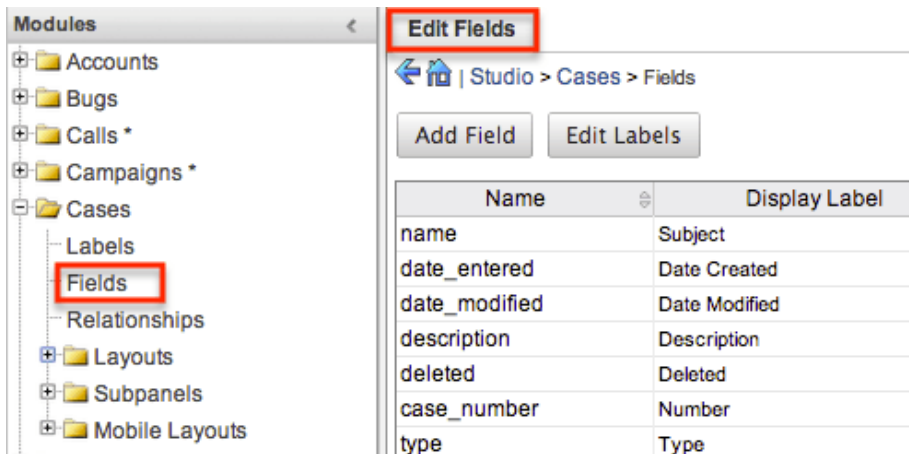 Modules <
Accounts
Bugs
Calls *
Campaigns *
Cases
Labels
Fields
Relationships
Layouts
Subpanels
Mobile Layouts
Edit Fields
| Studio > Cases > Fields
Add Field Edit Labels
Name Display Label
name Subject
date_entered Date Created
date_modified Date Modified
description Description
deleted Deleted
case_number Number
type Type